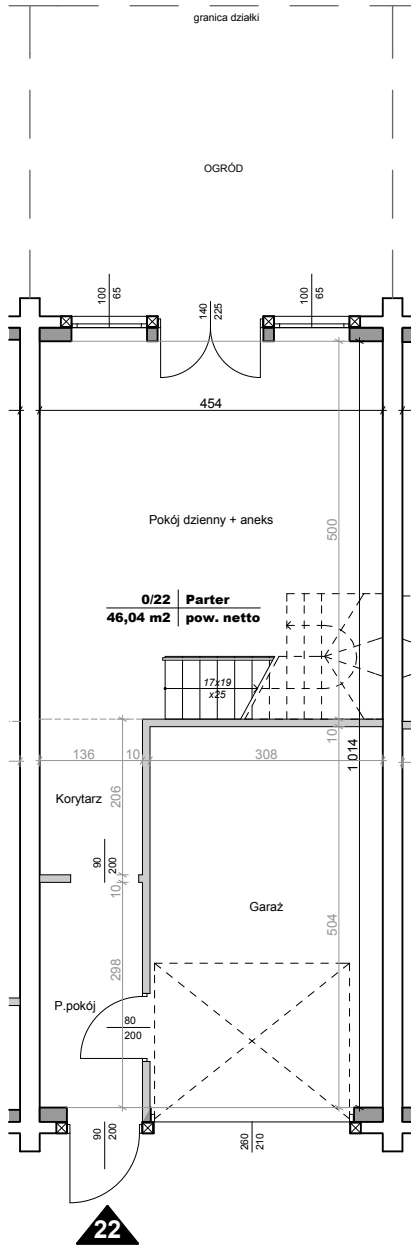 granica działki
OGRÓD
100
65
140
225
100
65
454
Pokój dzienny + aneks
500
0/22 Parter
46,04 m2 pow. netto
17x19
x25
10
136 10 308
1 014
206
Korytarz
90
200
10
Garaż
504
298
P.pokój
80
200
90
200
260
210
22